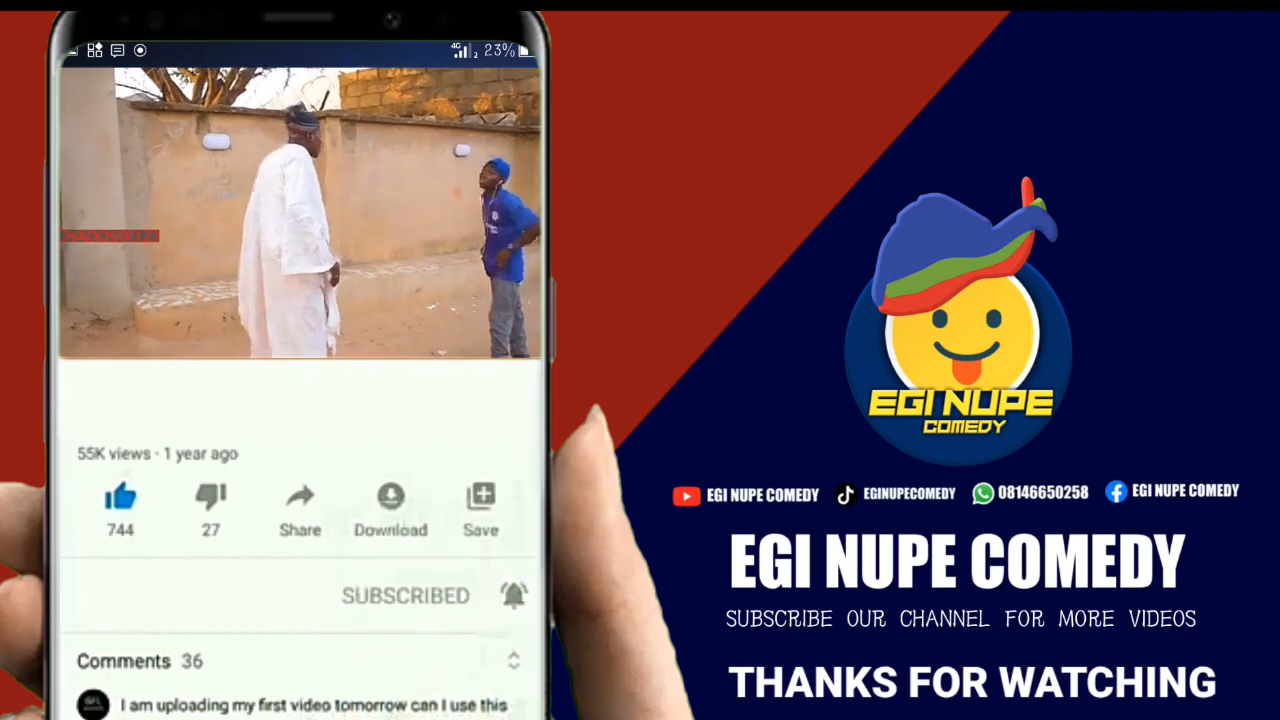 4G 2 23%
55K views · 1 year ago
744 27 Share Download Save
SUBSCRIBED
Comments 36
I am uploading my first video tomorrow can I use this
EGI NUPE
COMEDY
EGI NUPE COMEDY EGINUPECOMEDY 08146650258 EGI NUPE COMEDY
EGI NUPE COMEDY
SUBSCRIBE OUR CHANNEL FOR MORE VIDEOS
THANKS FOR WATCHING